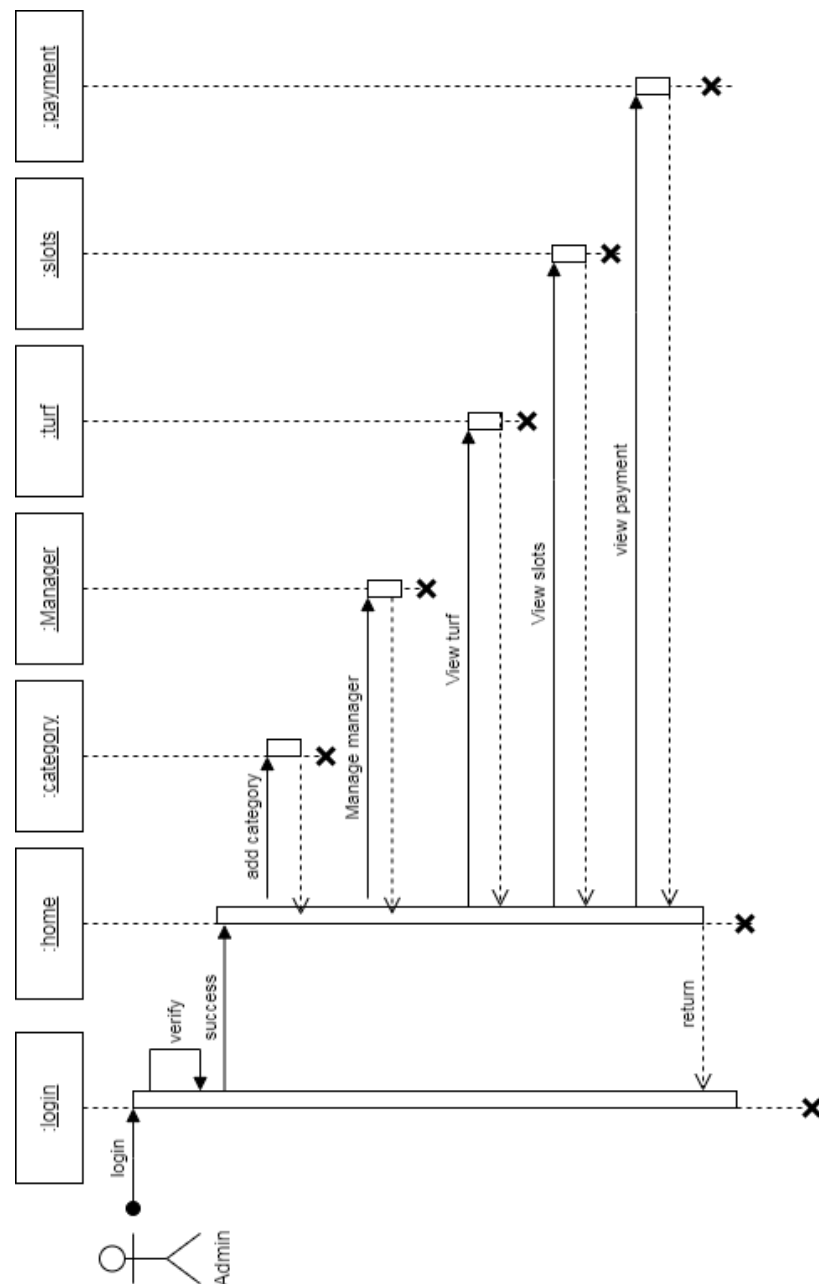 Admin
:login
:home
:category
:Manager
:turf
:slots
:payment
login
verify
success
add category
Manage manager
View turf
View slots
view payment
return